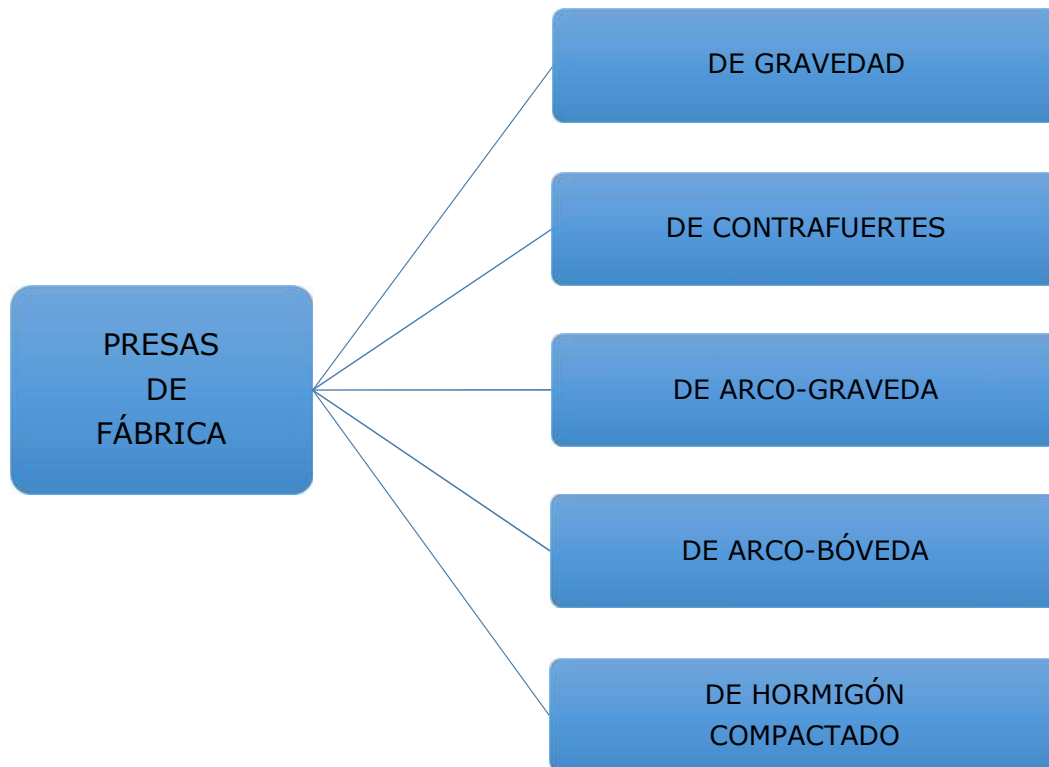 PRESAS
DE
FÁBRICA
DE GRAVEDAD
DE CONTRAFUERTES
DE ARCO-GRAVEDA
DE ARCO-BÓVEDA
DE HORMIGÓN
COMPACTADO